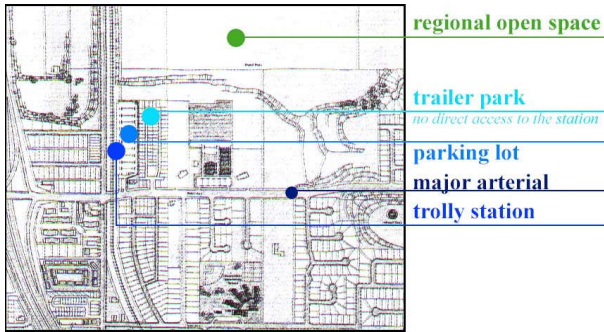 regional open space
trailer park
no direct access to the station
parking lot
major arterial
trolly station